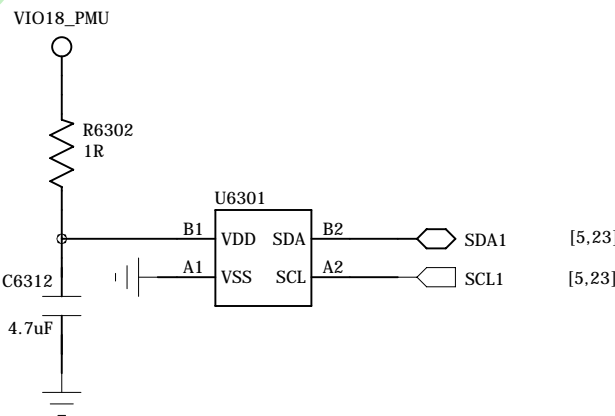 VIO18_PMU
R6302
1R
U6301
B1 VDD SDA B2 SDA1 [5,23]
A1 VSS SCL A2 SCL1 [5,23]
C6312
4.7uF